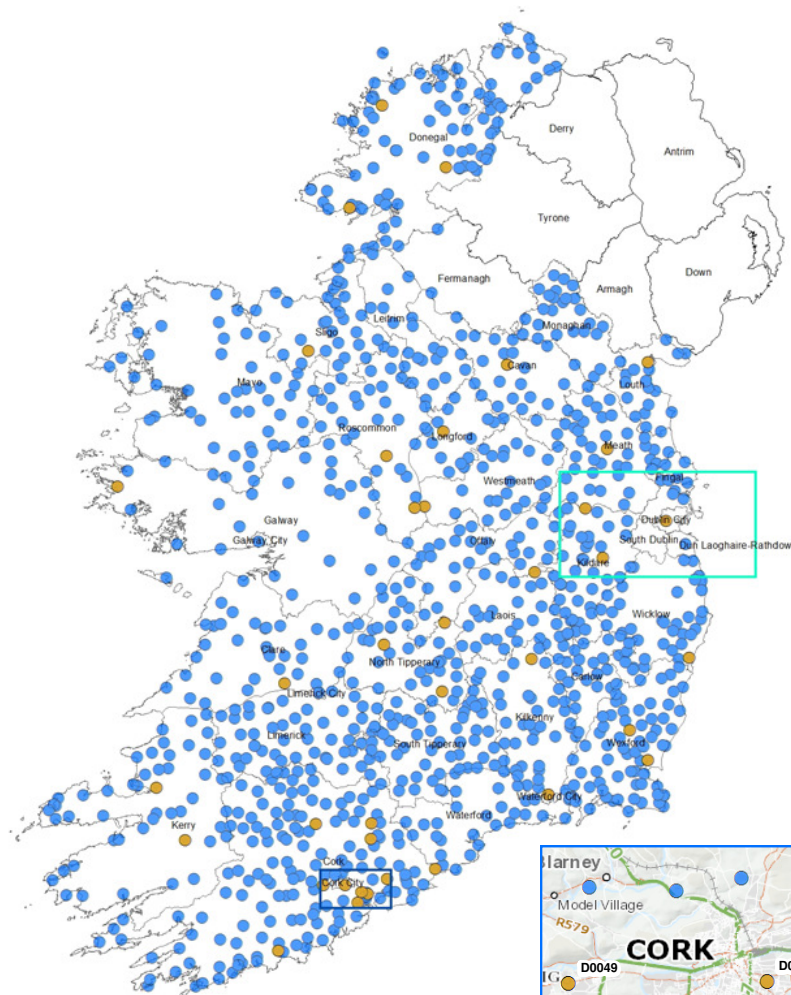 Derry
Donegal
Antrim
Tyrone
Fermanagh
Armagh
Down
Leitrim
Monaghan
Sligo
Cavan
Mayo
Louth
Roscommon
Longford
Meath
Fingal
Westmeath
Galway
Dublin City
Galway City
Offaly
South Dublin
Dun Laoghaire-Rathdow
Kildare
Laois
Wicklow
Clare
North Tipperary
Carlow
Limerick City
Kilkenny
Limerick
South Tipperary
Wexford
Waterford City
Waterford
Kerry
Cork
Cork City
Blarney
Model Village
R579
CORK
D0049